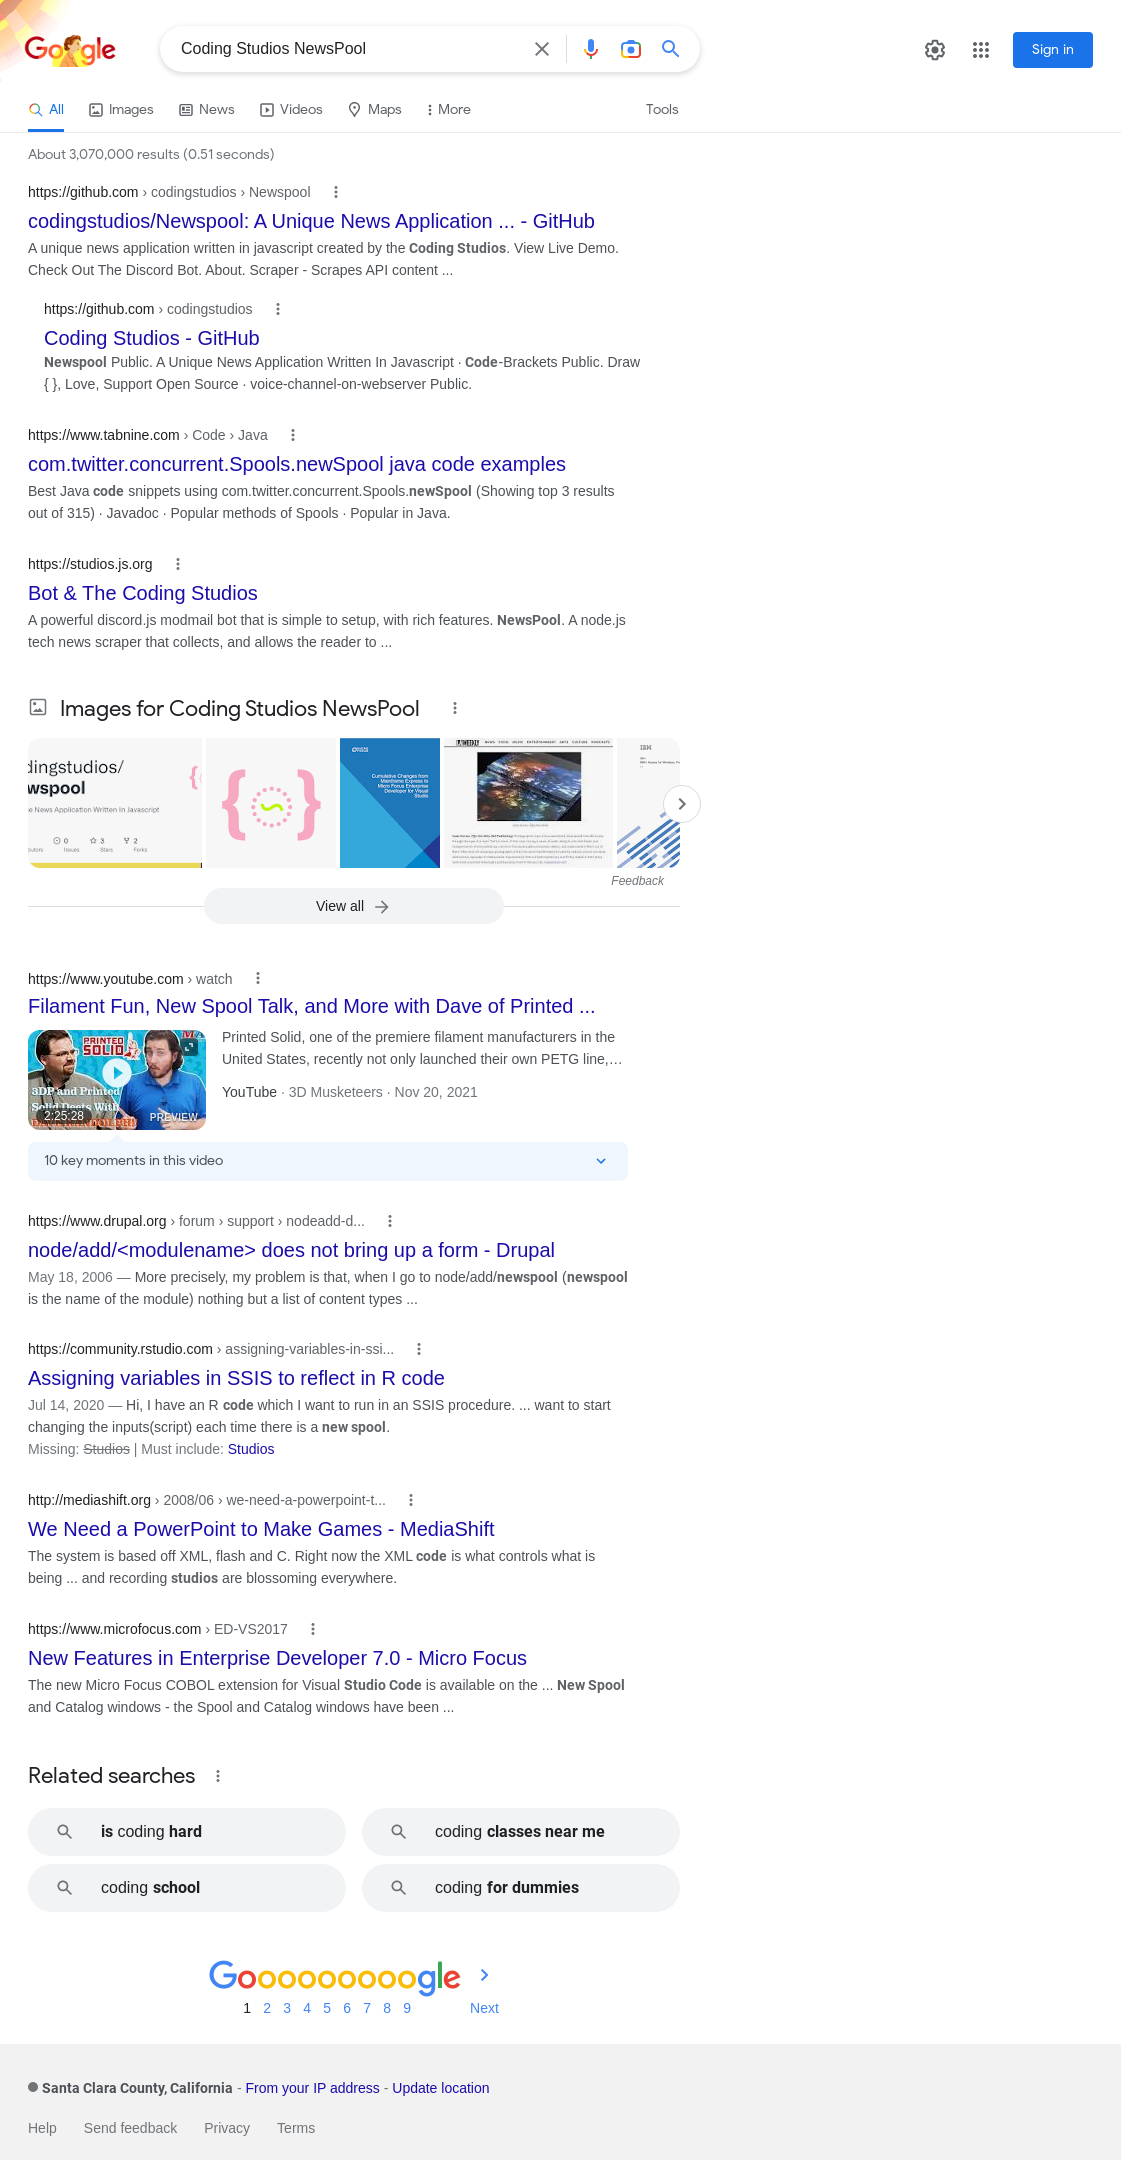 Google
Coding Studios NewsPool
Sign in
All
Images
News
Videos
Maps
More
Tools
About 3,070,000 results (0.51 seconds)
https://github.com › codingstudios › Newspool
codingstudios/Newspool: A Unique News Application ... - GitHub
A unique news application written in javascript created by the Coding Studios. View Live Demo.
Check Out The Discord Bot. About. Scraper - Scrapes API content ...
https://github.com › codingstudios
Coding Studios - GitHub
Newspool Public. A Unique News Application Written In Javascript · Code-Brackets Public. Draw
{ }, Love, Support Open Source · voice-channel-on-webserver Public.
https://www.tabnine.com › Code › Java
com.twitter.concurrent.Spools.newSpool java code examples
Best Java code snippets using com.twitter.concurrent.Spools.newSpool (Showing top 3 results
out of 315) · Javadoc · Popular methods of Spools · Popular in Java.
https://studios.js.org
Bot & The Coding Studios
A powerful discord.js modmail bot that is simple to setup, with rich features. NewsPool. A node.js
tech news scraper that collects, and allows the reader to ...
Images for Coding Studios NewsPool
dingstudios/
wspool
e News Application Written In Javascript
0
3
2
Issues
Stars
Forks
Cumulative Changes from
Mainframe Express to
Micro Focus Enterprise
Developer for Visual
Studio
IBM
Feedback
View all
https://www.youtube.com › watch
Filament Fun, New Spool Talk, and More with Dave of Printed ...
PRINTED
SOLID
3DP and Printed
Solid Deets With
2:25:28
PREVIEW
Printed Solid, one of the premiere filament manufacturers in the
United States, recently not only launched their own PETG line,…
YouTube · 3D Musketeers · Nov 20, 2021
10 key moments in this video
https://www.drupal.org › forum › support › nodeadd-d...
node/add/<modulename> does not bring up a form - Drupal
May 18, 2006 — More precisely, my problem is that, when I go to node/add/newspool (newspool
is the name of the module) nothing but a list of content types ...
https://community.rstudio.com › assigning-variables-in-ssi...
Assigning variables in SSIS to reflect in R code
Jul 14, 2020 — Hi, I have an R code which I want to run in an SSIS procedure. ... want to start
changing the inputs(script) each time there is a new spool.
Missing: Studios | Must include: Studios
http://mediashift.org › 2008/06 › we-need-a-powerpoint-t...
We Need a PowerPoint to Make Games - MediaShift
The system is based off XML, flash and C. Right now the XML code is what controls what is
being ... and recording studios are blossoming everywhere.
https://www.microfocus.com › ED-VS2017
New Features in Enterprise Developer 7.0 - Micro Focus
The new Micro Focus COBOL extension for Visual Studio Code is available on the ... New Spool
and Catalog windows - the Spool and Catalog windows have been ...
Related searches
is coding hard
coding classes near me
coding school
coding for dummies
Goooooooooogle
1 2 3 4 5 6 7 8 9 Next
Santa Clara County, California - From your IP address - Update location
Help Send feedback Privacy Terms